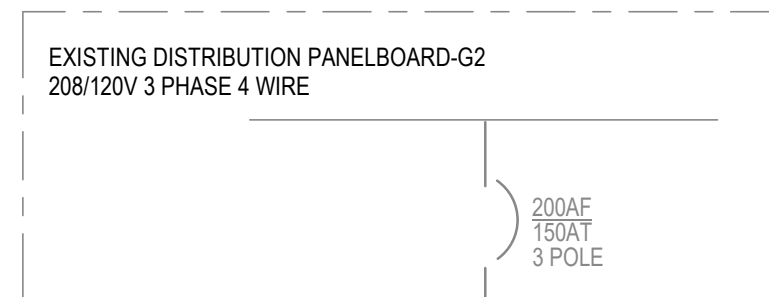 EXISTING DISTRIBUTION PANELBOARD-G2
208/120V 3 PHASE 4 WIRE
200AF
150AT
3 POLE